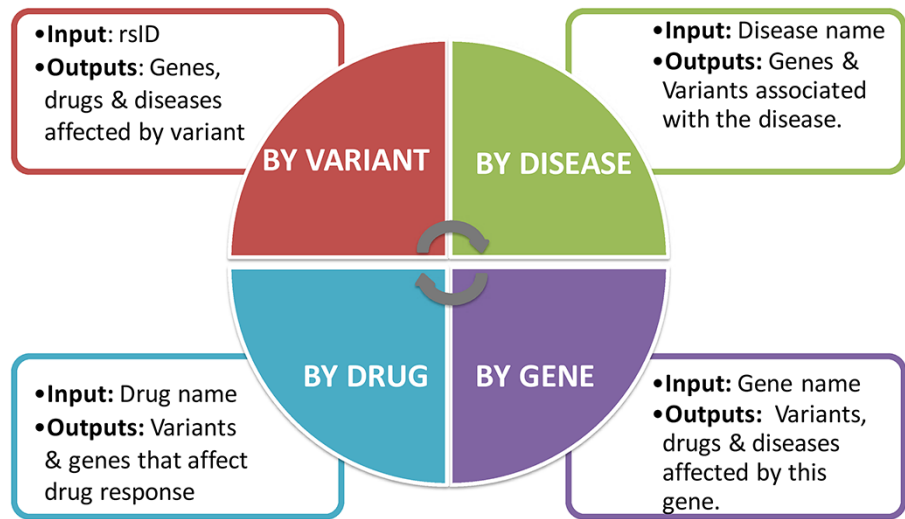 •Input: rsID
•Outputs: Genes,
drugs & diseases
affected by variant
•Input: Disease name
•Outputs: Genes &
Variants associated
with the disease.
BY VARIANT
BY DISEASE
BY DRUG
BY GENE
•Input: Drug name
•Outputs: Variants
& genes that affect
drug response
•Input: Gene name
•Outputs: Variants,
drugs & diseases
affected by this
gene.